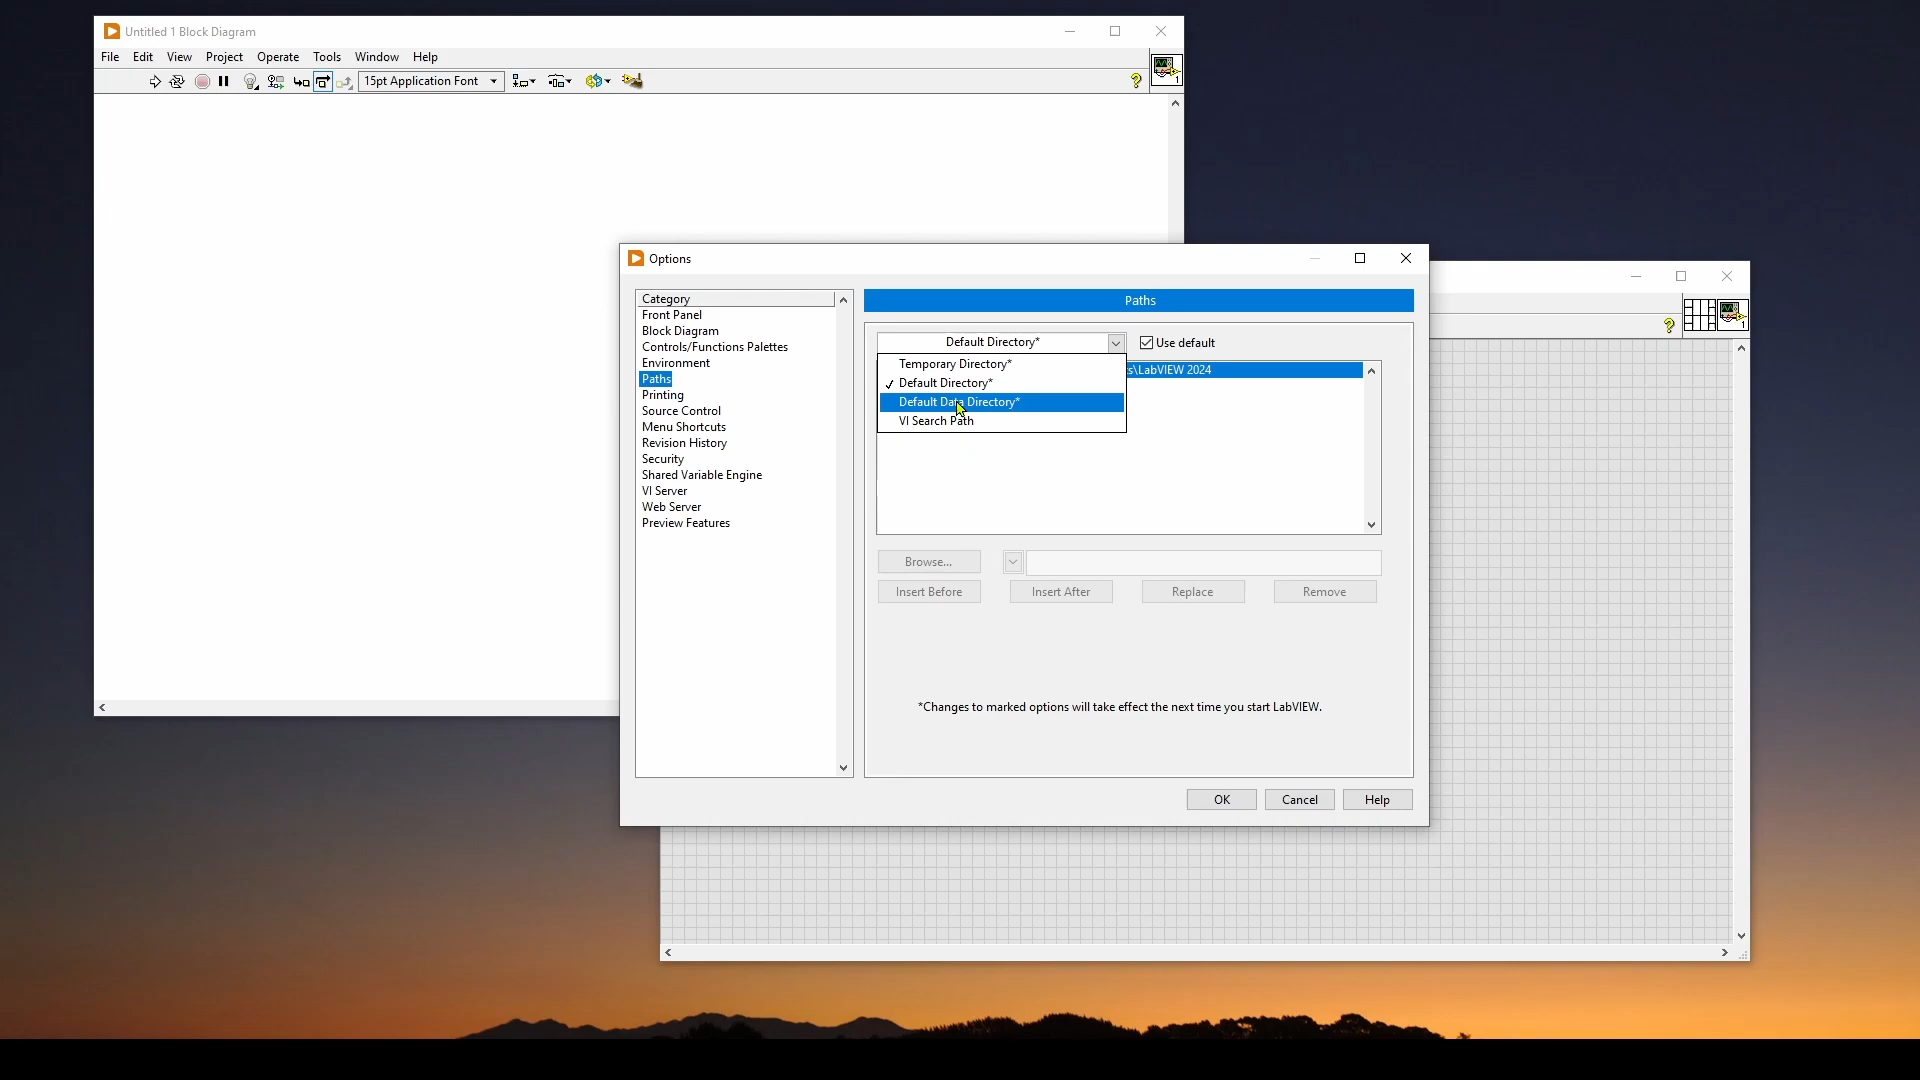 Untitled 1 Block Diagram
File Edit View Project Operate Tools Window Help
15pt Application Font
?
1
Options
Category
Front Panel
Block Diagram
Controls/Functions Palettes
Environment
Paths
Printing
Source Control
Menu Shortcuts
Revision History
Security
Shared Variable Engine
VI Server
Web Server
Preview Features
Paths
Default Directory*
Use default
Temporary Directory*
Default Directory*
Default Data Directory*
VI Search Path
s\LabVIEW 2024
Browse...
Insert Before Insert After Replace Remove
*Changes to marked options will take effect the next time you start LabVIEW.
OK Cancel Help
?
1